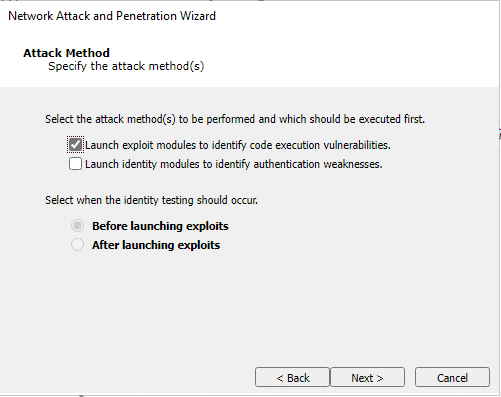 Network Attack and Penetration Wizard
Attack Method
Specify the attack method(s)
Select the attack method(s) to be performed and which should be executed first.
Launch exploit modules to identify code execution vulnerabilities.
Launch identity modules to identify authentication weaknesses.
Select when the identity testing should occur.
Before launching exploits
After launching exploits
< Back Next > Cancel